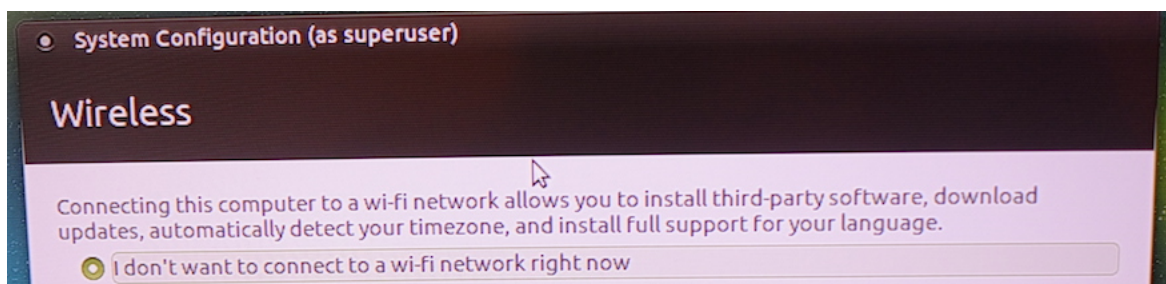 System Configuration (as superuser)
Wireless
Connecting this computer to a wi-fi network allows you to install third-party software, download
updates, automatically detect your timezone, and install full support for your language.
I don't want to connect to a wi-fi network right now